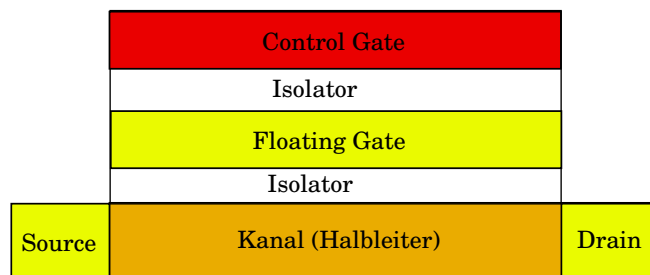 Control Gate
Isolator
Floating Gate
Isolator
Source Kanal (Halbleiter) Drain